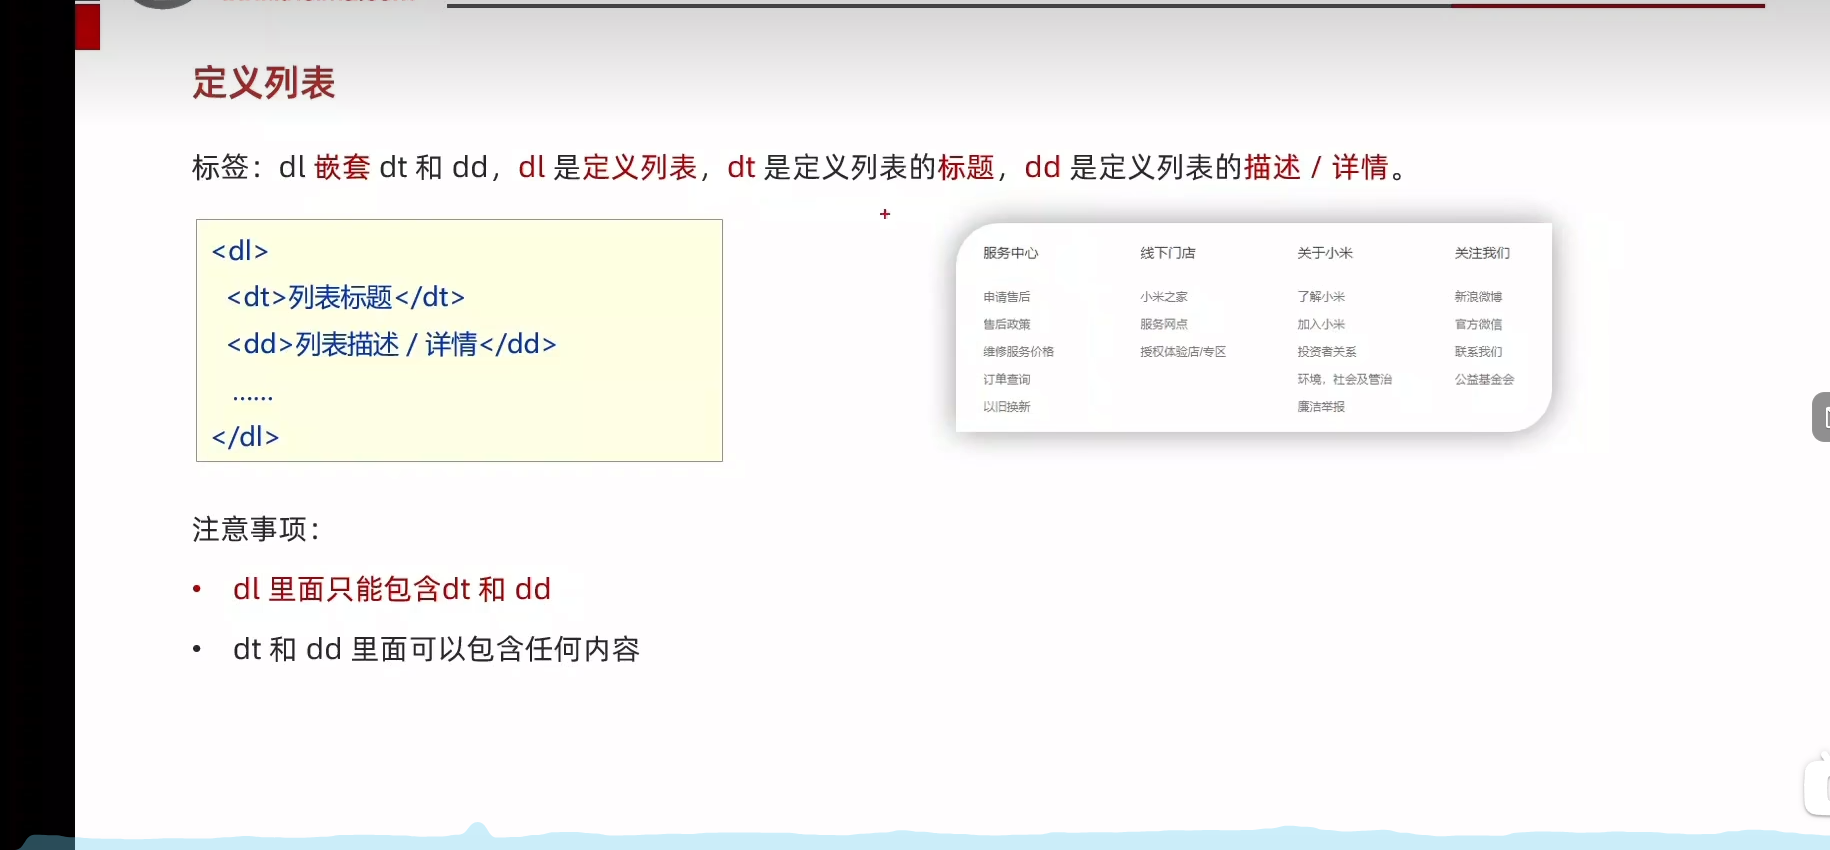 定义列表
标签：dl 嵌套 dt 和 dd，dl 是定义列表，dt 是定义列表的标题，dd 是定义列表的描述 / 详情。
<dl>
<dt>列表标题</dt>
<dd>列表描述 / 详情</dd>
……
</dl>
服务中心 线下门店 关于小米 关注我们
申请售后 小米之家 了解小米 新浪微博
售后政策 服务网点 加入小米 官方微信
维修服务价格 授权体验店/专区 投资者关系 联系我们
订单查询 环境、社会及管治 公益基金会
以旧换新 廉洁举报
注意事项：
• dl 里面只能包含dt 和 dd
• dt 和 dd 里面可以包含任何内容